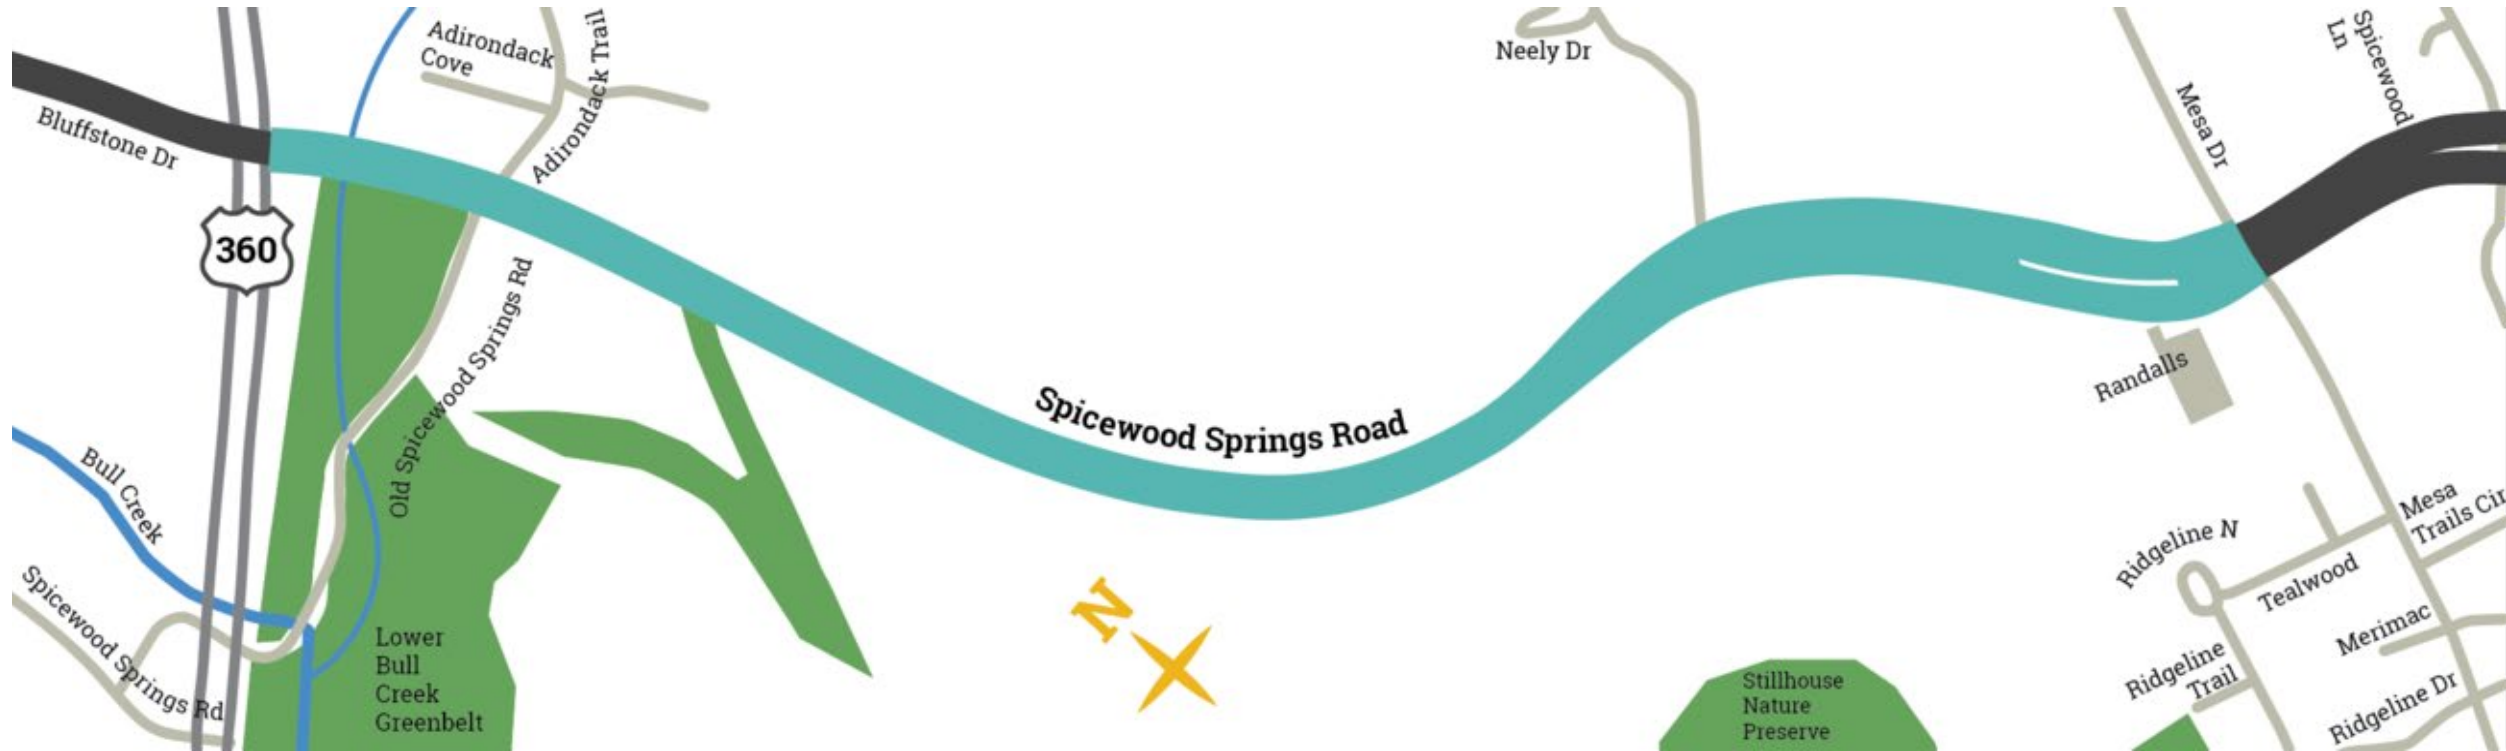 Adirondack
Cove
Adirondack Trail
Neely Dr
Spicewood
Ln
Mesa Dr
Bluffstone Dr
360
Old Spicewood Springs Rd
Spicewood Springs Road
Randalls
Bull Creek
Spicewood Springs Rd
Lower
Bull
Creek
Greenbelt
N
Stillhouse
Nature
Preserve
Mesa
Trails Cir
Ridgeline N
Tealwood
Merimac
Ridgeline
Trail
Ridgeline Dr